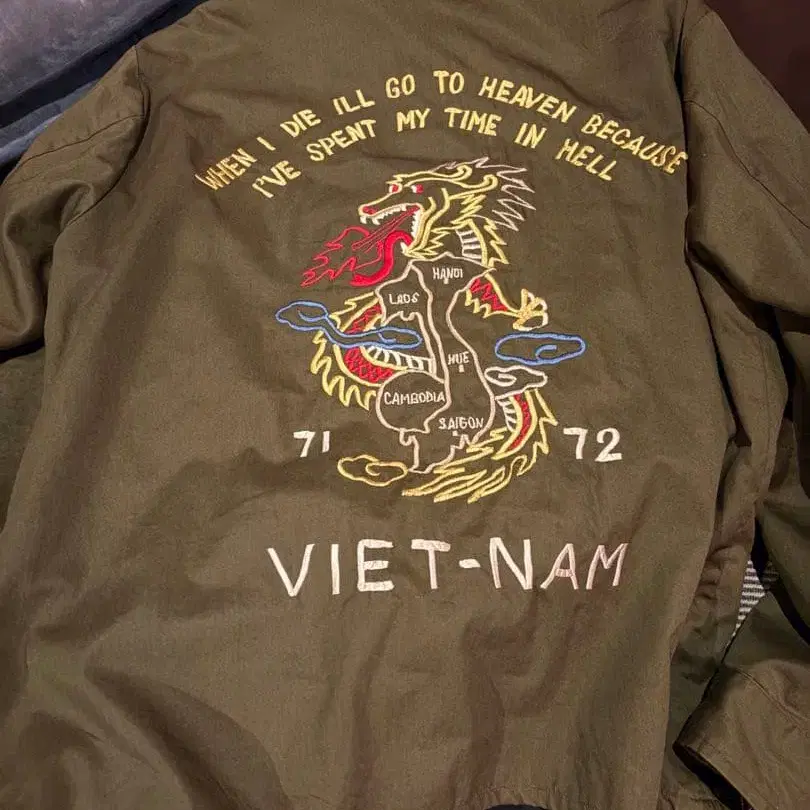 WHEN I DIE ILL GO TO HEAVEN BECAUSE
I'VE SPENT MY TIME IN HELL
HANOI
LAOS
HUE
CAMBODIA
SAIGON
71 72
VIET-NAM